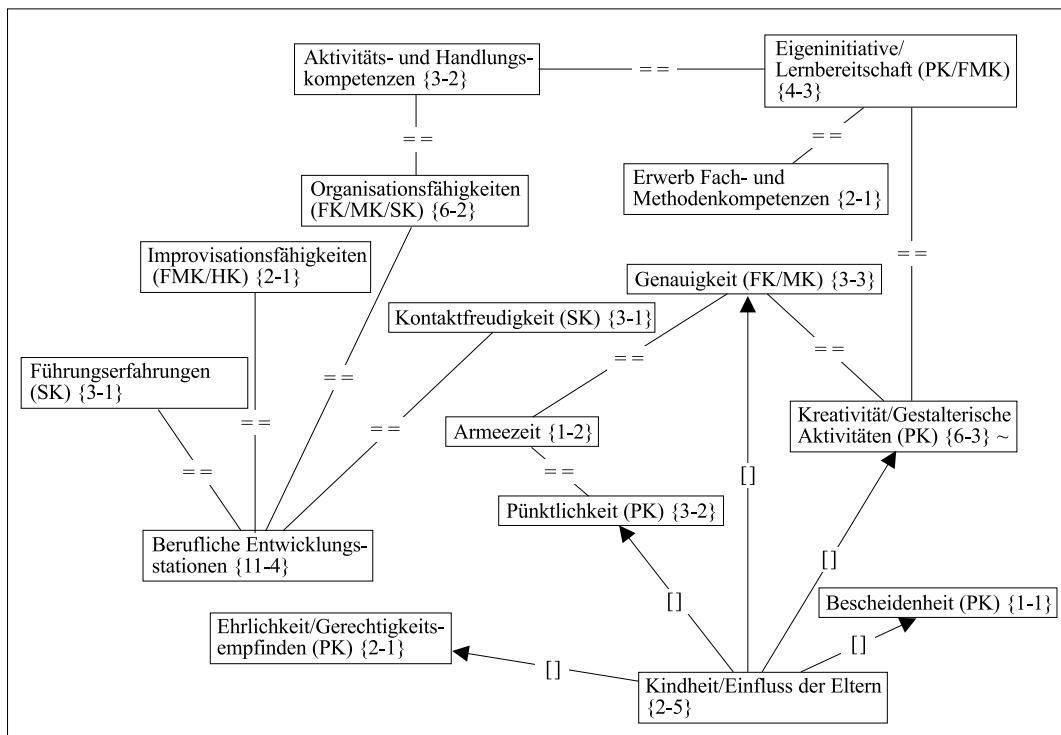 Aktivitäts- und Handlungs-
kompetenzen {3-2}
= =
Eigeninitiative/
Lernbereitschaft (PK/FMK)
{4-3}
= =
= =
Erwerb Fach- und
Methodenkompetenzen {2-1}
Organisationsfähigkeiten
(FK/MK/SK) {6-2}
Improvisationsfähigkeiten
(FMK/HK) {2-1}
= =
Genauigkeit (FK/MK) {3-3}
Kontaktfreudigkeit (SK) {3-1}
Führungserfahrungen
(SK) {3-1}
= =
= =
= =
Kreativität/Gestalterische
Aktivitäten (PK) {6-3} ~
Armeezeit {1-2}
= =
= =
= =
= =
[ ]
Pünktlichkeit (PK) {3-2}
Berufliche Entwicklungs-
stationen {11-4}
[ ]
[ ]
Bescheidenheit (PK) {1-1}
Ehrlichkeit/Gerechtigkeits-
empfinden (PK) {2-1}
[ ]
[ ]
Kindheit/Einfluss der Eltern
{2-5}